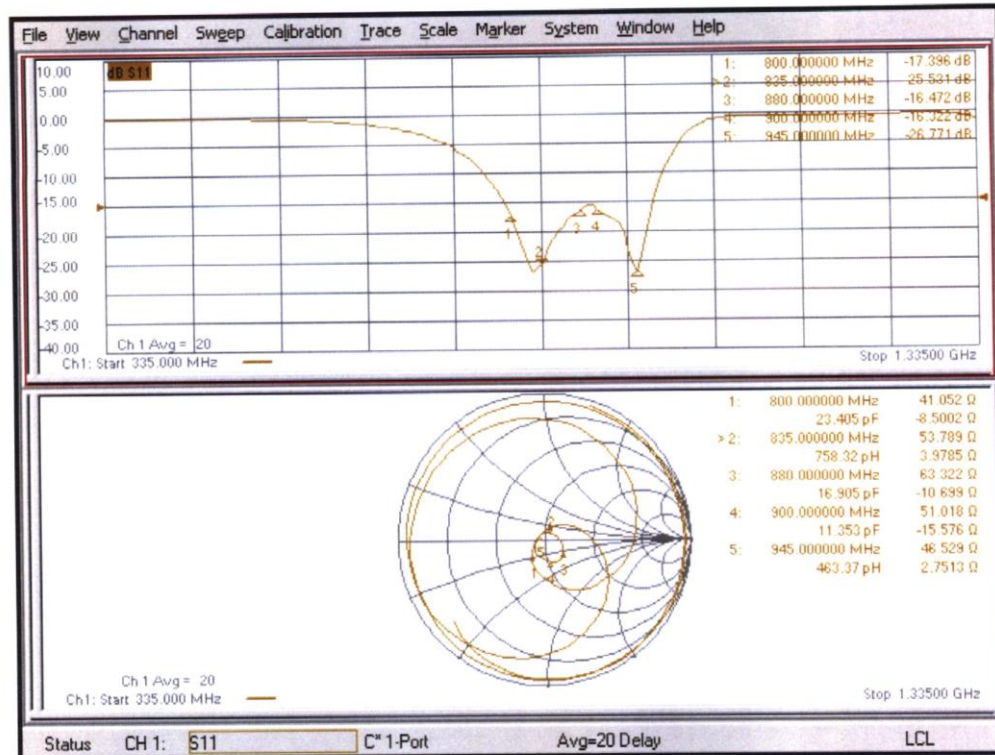 File View Channel Sweep Calibration Trace Scale Marker System Window Help
dB S11
10.00
5.00
0.00
-5.00
-10.00
-15.00
-20.00
-25.00
-30.00
-35.00
-40.00
1: 800.000000 MHz -17.396 dB
> 2: 835.000000 MHz -25.531 dB
3: 880.000000 MHz -16.472 dB
4: 900.000000 MHz -16.322 dB
5: 945.000000 MHz -26.771 dB
1
2
3
4
5
Ch 1 Avg = 20
Ch1: Start 335.000 MHz
Stop 1.33500 GHz
1: 800.000000 MHz 41.052 Ω
23.405 pF -8.5002 Ω
> 2: 835.000000 MHz 53.789 Ω
758.32 pH 3.9785 Ω
3: 880.000000 MHz 63.322 Ω
16.905 pF -10.699 Ω
4: 900.000000 MHz 51.018 Ω
11.353 pF -15.576 Ω
5: 945.000000 MHz 46.529 Ω
463.37 pH 2.7513 Ω
2
5
1
3
4
Ch 1 Avg = 20
Ch1: Start 335.000 MHz
Stop 1.33500 GHz
Status CH 1: S11 C* 1-Port Avg=20 Delay LCL